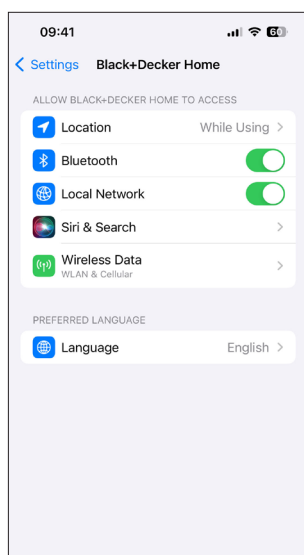 09:41
60
Settings Black+Decker Home
ALLOW BLACK+DECKER HOME TO ACCESS
Location While Using
Bluetooth
Local Network
Siri & Search
Wireless Data
WLAN & Cellular
PREFERRED LANGUAGE
Language English